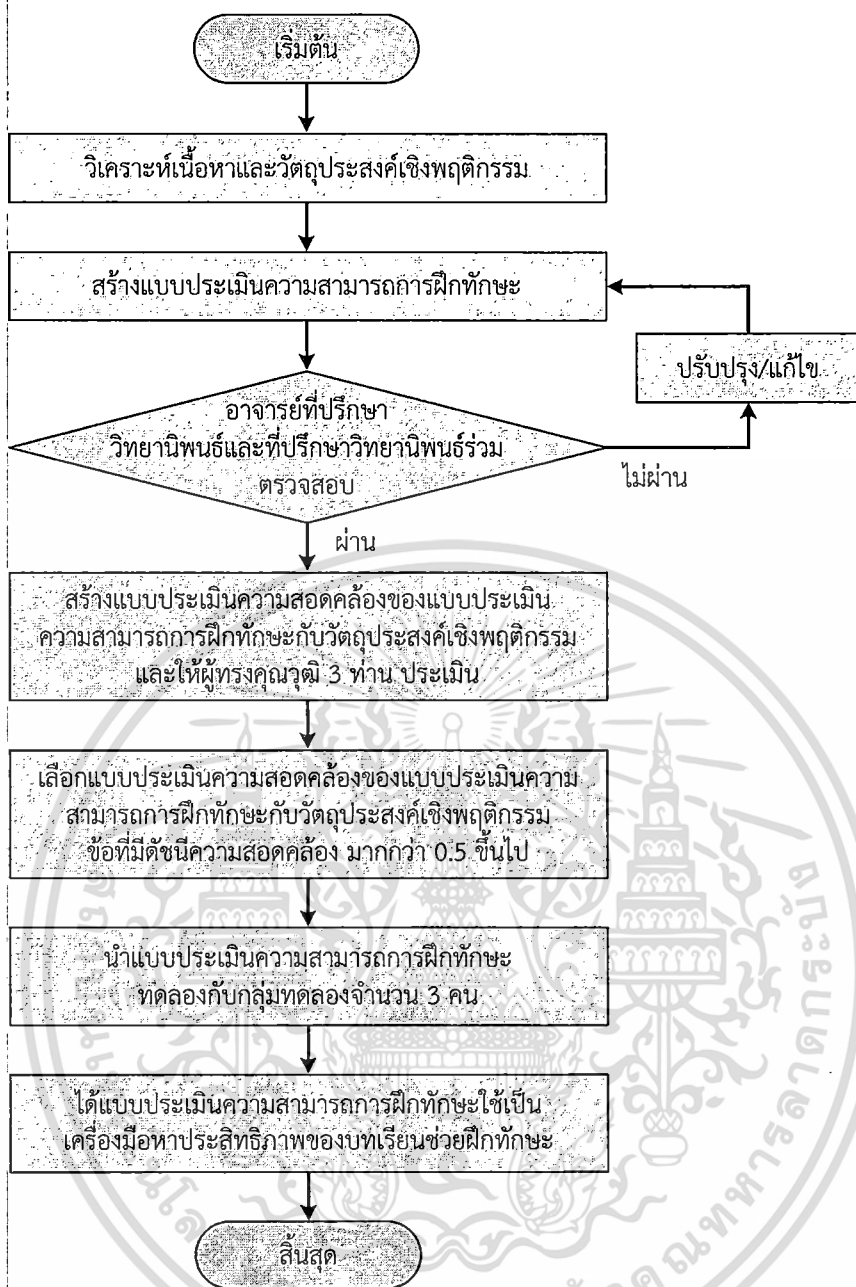 เริ่มต้น
วิเคราะห์เนื้อหาและวัตถุประสงค์เชิงพฤติกรรม
สร้างแบบประเมินความสามารถการฝึกทักษะ
ปรับปรุง/แก้ไข
อาจารย์ที่ปรึกษา
วิทยานิพนธ์และที่ปรึกษาวิทยานิพนธ์ร่วม
ตรวจสอบ
ไม่ผ่าน
ผ่าน
สร้างแบบประเมินความสอดคล้องของแบบประเมิน
ความสามารถการฝึกทักษะกับวัตถุประสงค์เชิงพฤติกรรม
และให้ผู้ทรงคุณวุฒิ 3 ท่าน ประเมิน
เลือกแบบประเมินความสอดคล้องของแบบประเมินความ
สามารถการฝึกทักษะกับวัตถุประสงค์เชิงพฤติกรรม
ข้อที่มีดัชนีความสอดคล้อง มากกว่า 0.5 ขึ้นไป
นำแบบประเมินความสามารถการฝึกทักษะ
ทดลองกับกลุ่มทดลองจำนวน 3 คน
ได้แบบประเมินความสามารถการฝึกทักษะใช้เป็น
เครื่องมือหาประสิทธิภาพของบทเรียนช่วยฝึกทักษะ
สิ้นสุด